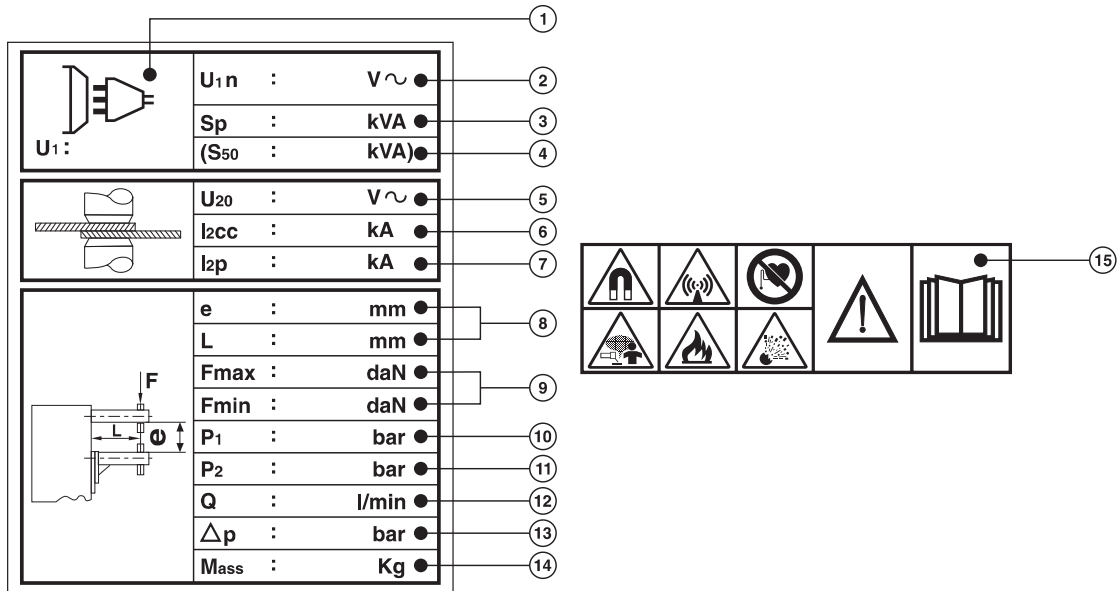 1
U1n : V~ 2
Sp : kVA 3
U1 :
(S50 : kVA) 4
U20 : V~ 5
I2cc : kA 6
I2p : kA 7
e : mm
8
L : mm
Fmax : daN
9
Fmin : daN
P1 : bar 10
P2 : bar 11
Q : l/min 12
△p : bar 13
Mass : Kg 14
F
L
e
15